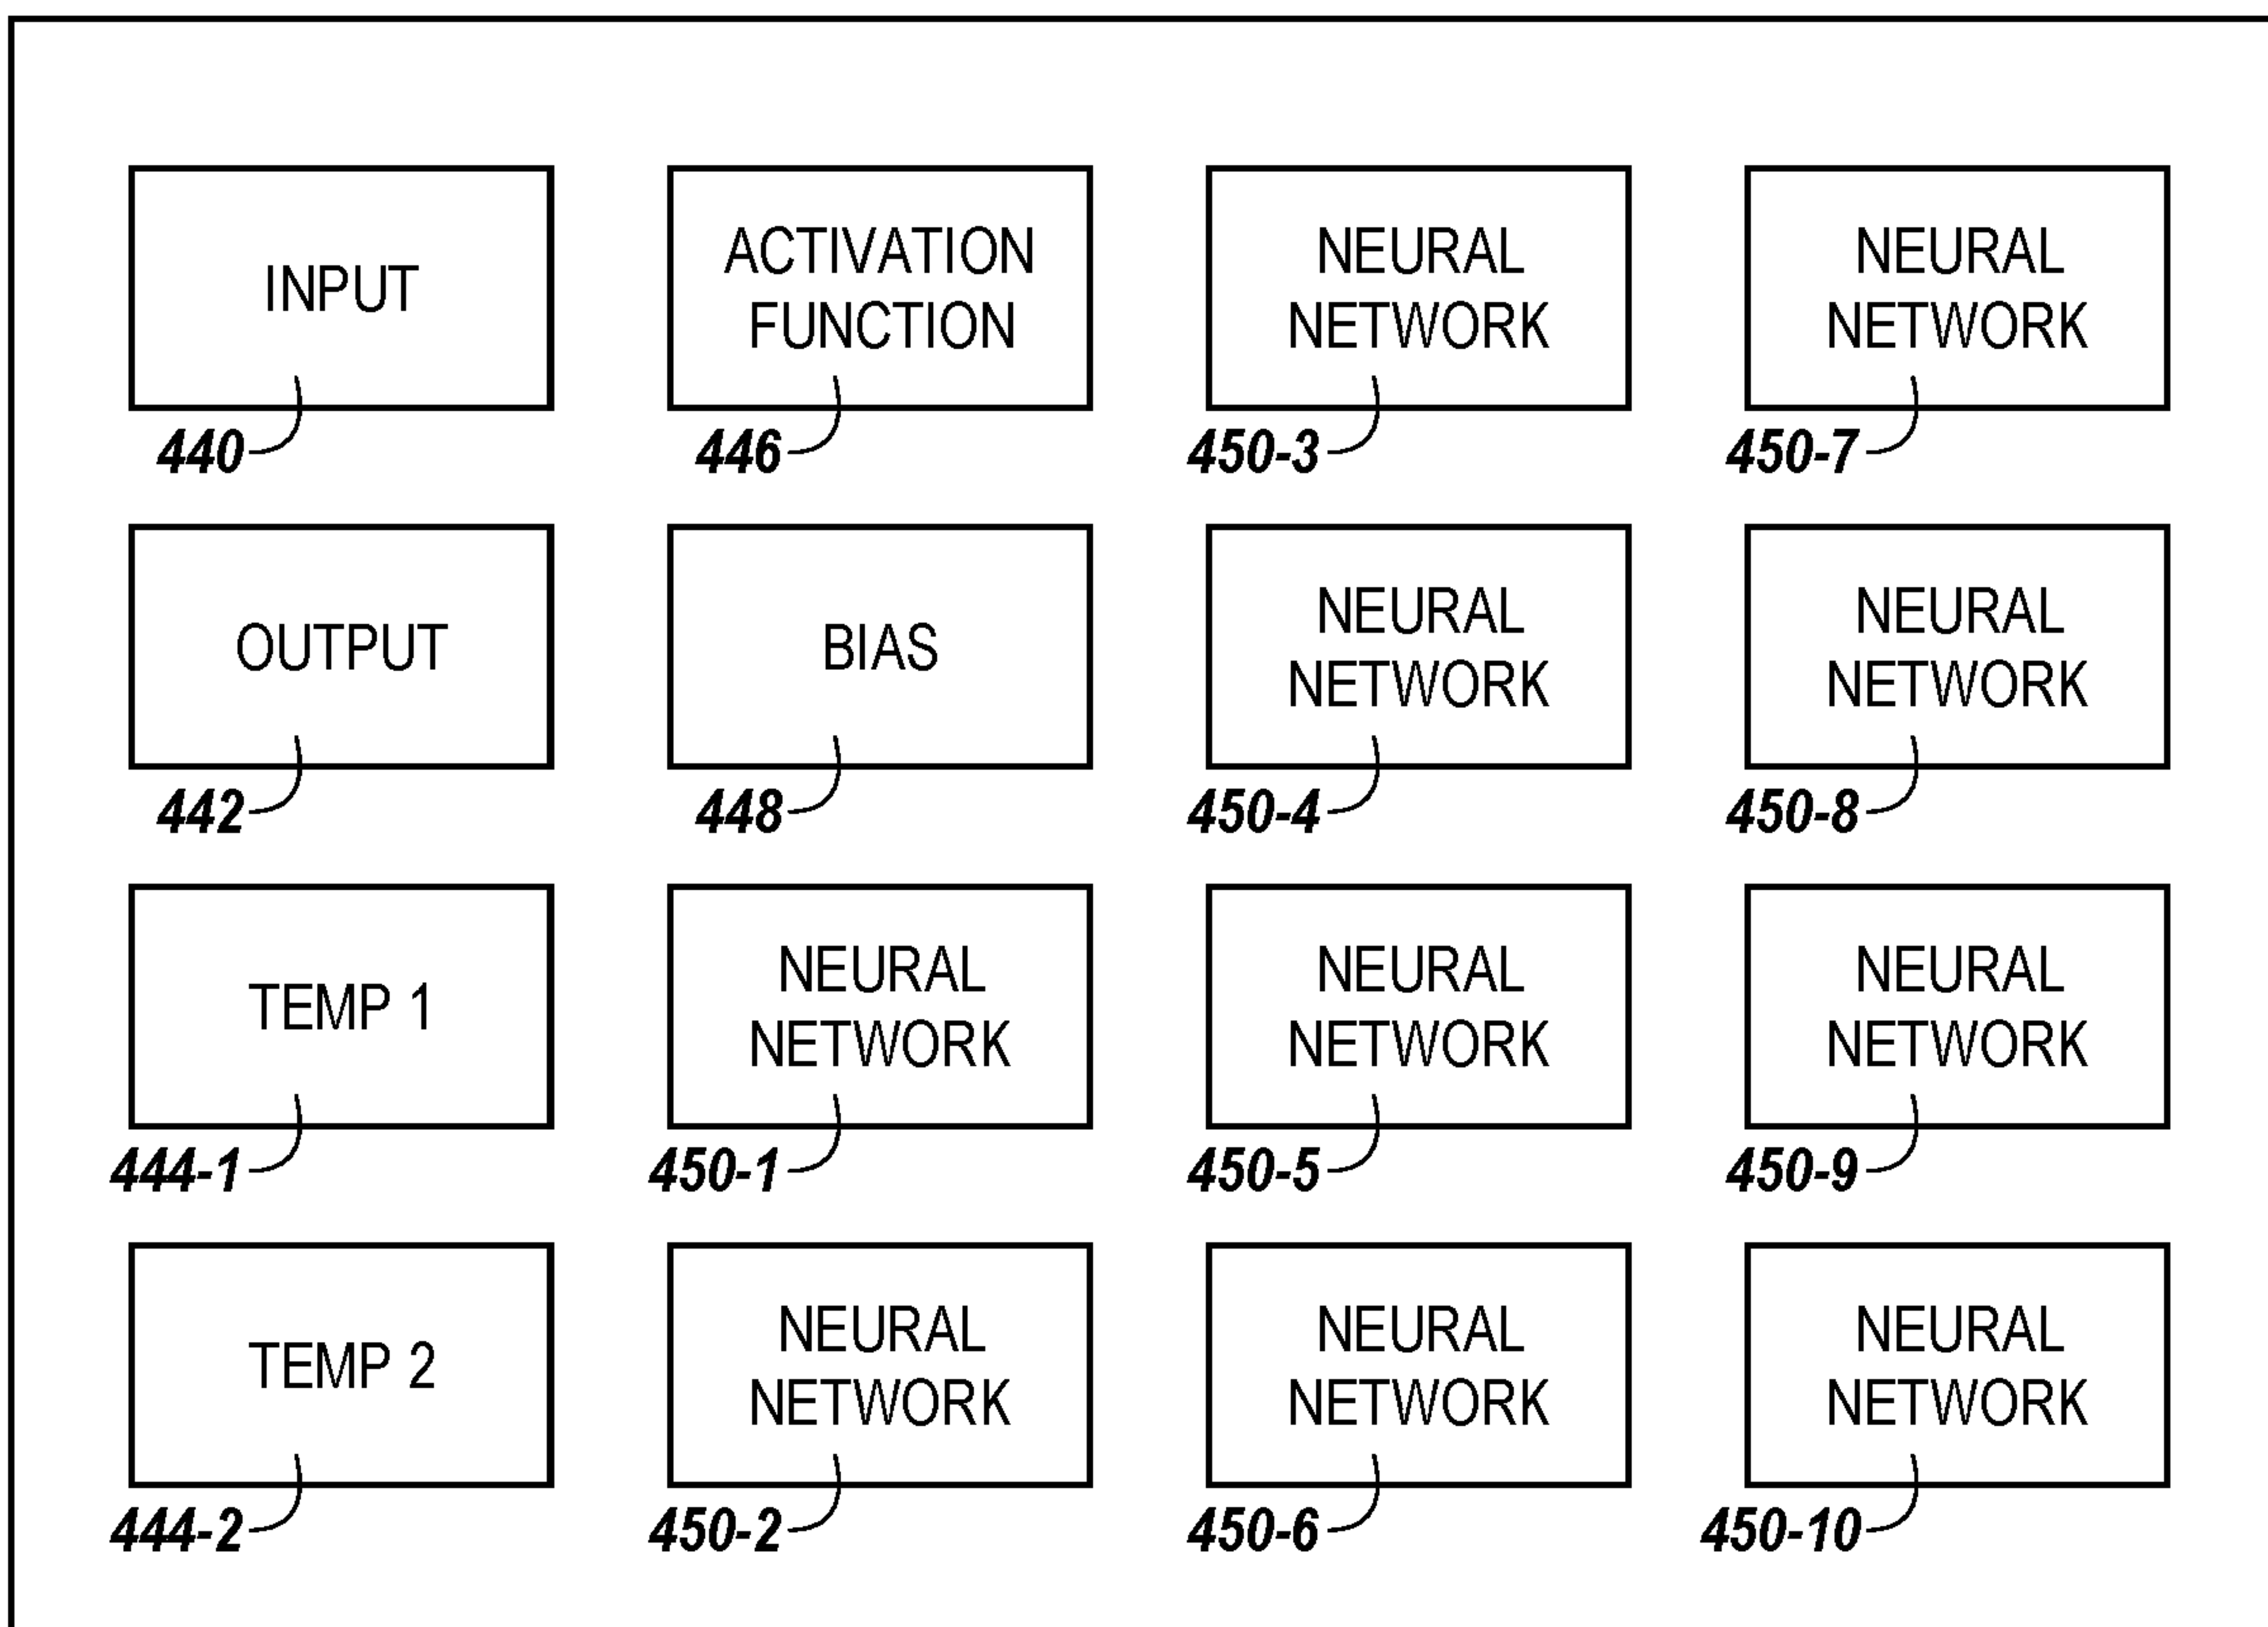 INPUT
440
ACTIVATION
FUNCTION
446
NEURAL
NETWORK
450-3
NEURAL
NETWORK
450-7
OUTPUT
442
BIAS
448
NEURAL
NETWORK
450-4
NEURAL
NETWORK
450-8
TEMP 1
444-1
NEURAL
NETWORK
450-1
NEURAL
NETWORK
450-5
NEURAL
NETWORK
450-9
TEMP 2
444-2
NEURAL
NETWORK
450-2
NEURAL
NETWORK
450-6
NEURAL
NETWORK
450-10